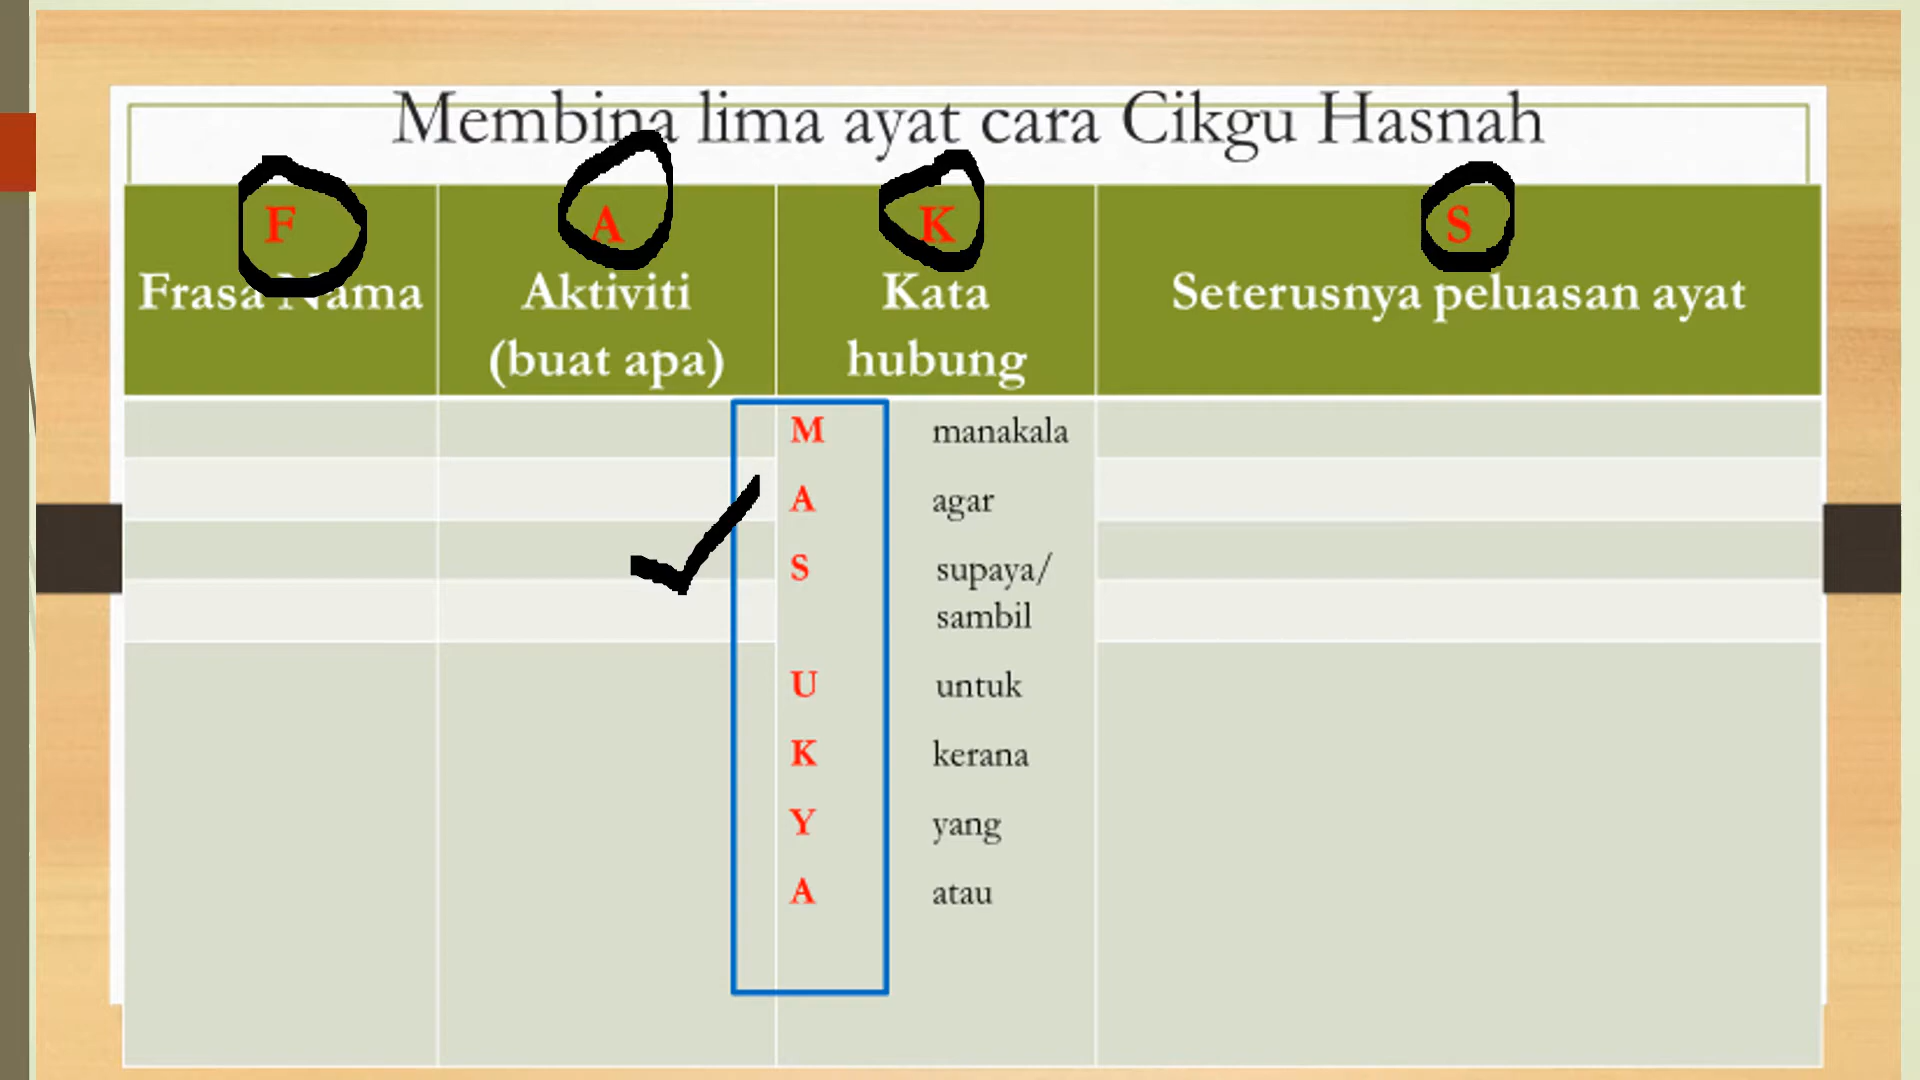 Membina lima ayat cara Cikgu Hasnah
F A K S
Frasa Nama Aktiviti Kata Seterusnya peluasan ayat
(buat apa) hubung
M manakala
A agar
S supaya/
sambil
U untuk
K kerana
Y yang
A atau